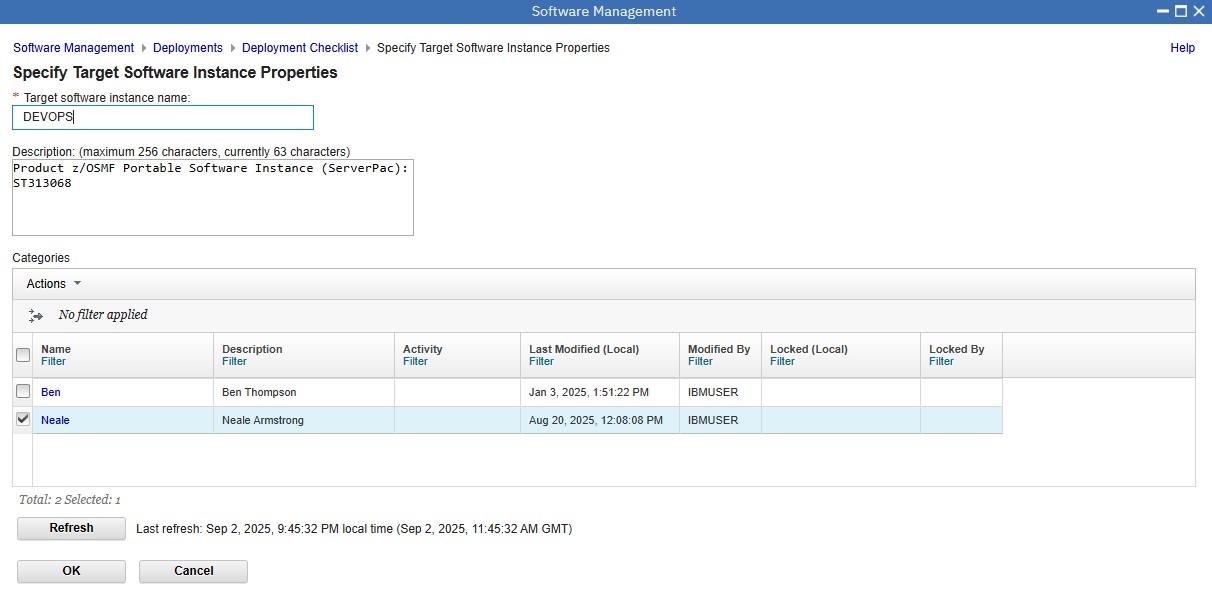 Software Management
Software Management Deployments Deployment Checklist Specify Target Software Instance Properties Help
Specify Target Software Instance Properties
* Target software instance name:
DEVOPS
Description: (maximum 256 characters, currently 63 characters)
Product z/OSMF Portable Software Instance (ServerPac):
ST313068
Categories
Actions
No filter applied
Name Description Activity Last Modified (Local) Modified By Locked (Local) Locked By
Filter Filter Filter Filter Filter Filter Filter
Ben Ben Thompson Jan 3, 2025, 1:51:22 PM IBMUSER
Neale Neale Armstrong Aug 20, 2025, 12:08:08 PM IBMUSER
Total: 2 Selected: 1
Refresh Last refresh: Sep 2, 2025, 9:45:32 PM local time (Sep 2, 2025, 11:45:32 AM GMT)
OK Cancel